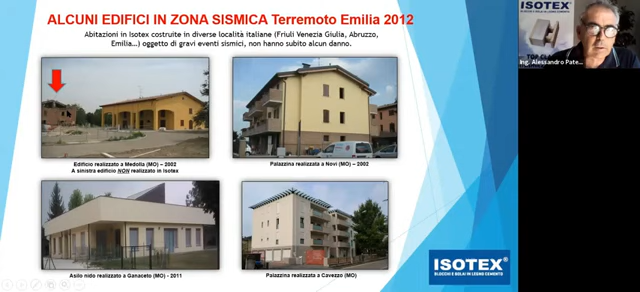 ALCUNI EDIFICI IN ZONA SISMICA Terremoto Emilia 2012
Abitazioni in Isotex costruite in diverse località italiane (Friuli Venezia Giulia, Abruzzo,
Emilia...) oggetto di gravi eventi sismici, non hanno subito alcun danno.
Edificio realizzato a Medolla (MO) – 2002
A sinistra edificio NON realizzato in Isotex
Palazzina realizzata a Novi (MO) – 2002
Asilo nido realizzato a Ganaceto (MO) - 2011
Palazzina realizzata a Cavezzo (MO)
ISOTEX®
BLOCCHI E SOLAI IN LEGNO CEMENTO
ISOTEX
Ing. Alessandro Pate...